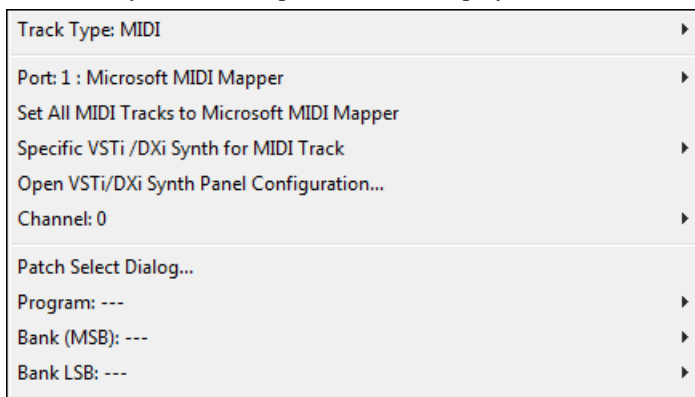 Track Type: MIDI
Port: 1 : Microsoft MIDI Mapper
Set All MIDI Tracks to Microsoft MIDI Mapper
Specific VSTi /DXi Synth for MIDI Track
Open VSTi/DXi Synth Panel Configuration...
Channel: 0
Patch Select Dialog...
Program: ---
Bank (MSB): ---
Bank LSB: ---